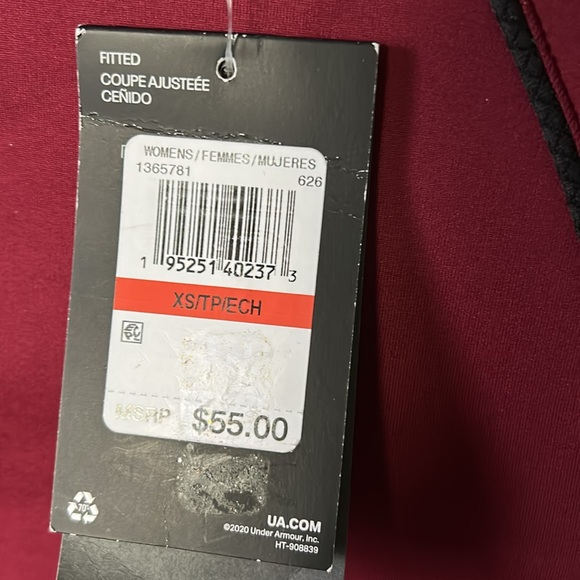 FITTED
COUPE AJUSTEÉE
CEÑIDO
WOMENS/FEMMES/MUJERES
1365781 626
1 95251 40237 3
XS/TP/ECH
MSRP $55.00
70%
UA.COM
©2020 Under Armour, Inc.
HT-908839